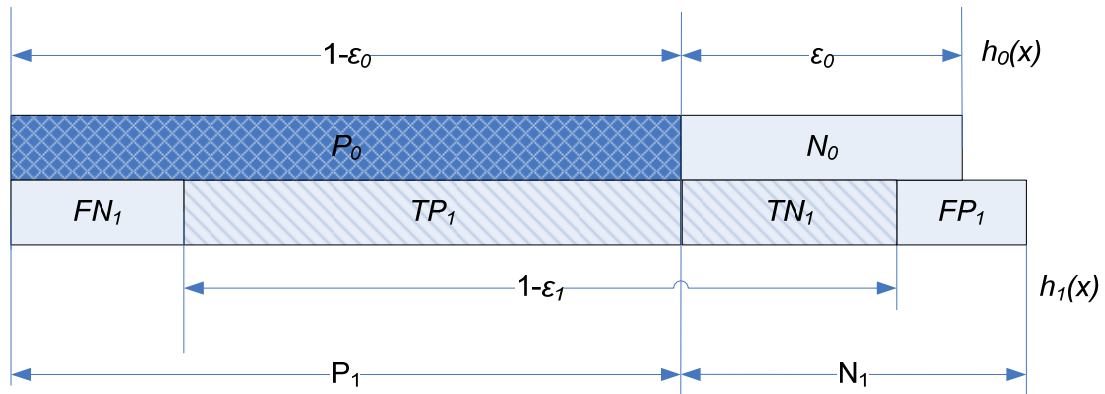 1-ε₀ ε₀ h₀(x)
P₀ N₀
FN₁ TP₁ TN₁ FP₁
1-ε₁ h₁(x)
P₁ N₁